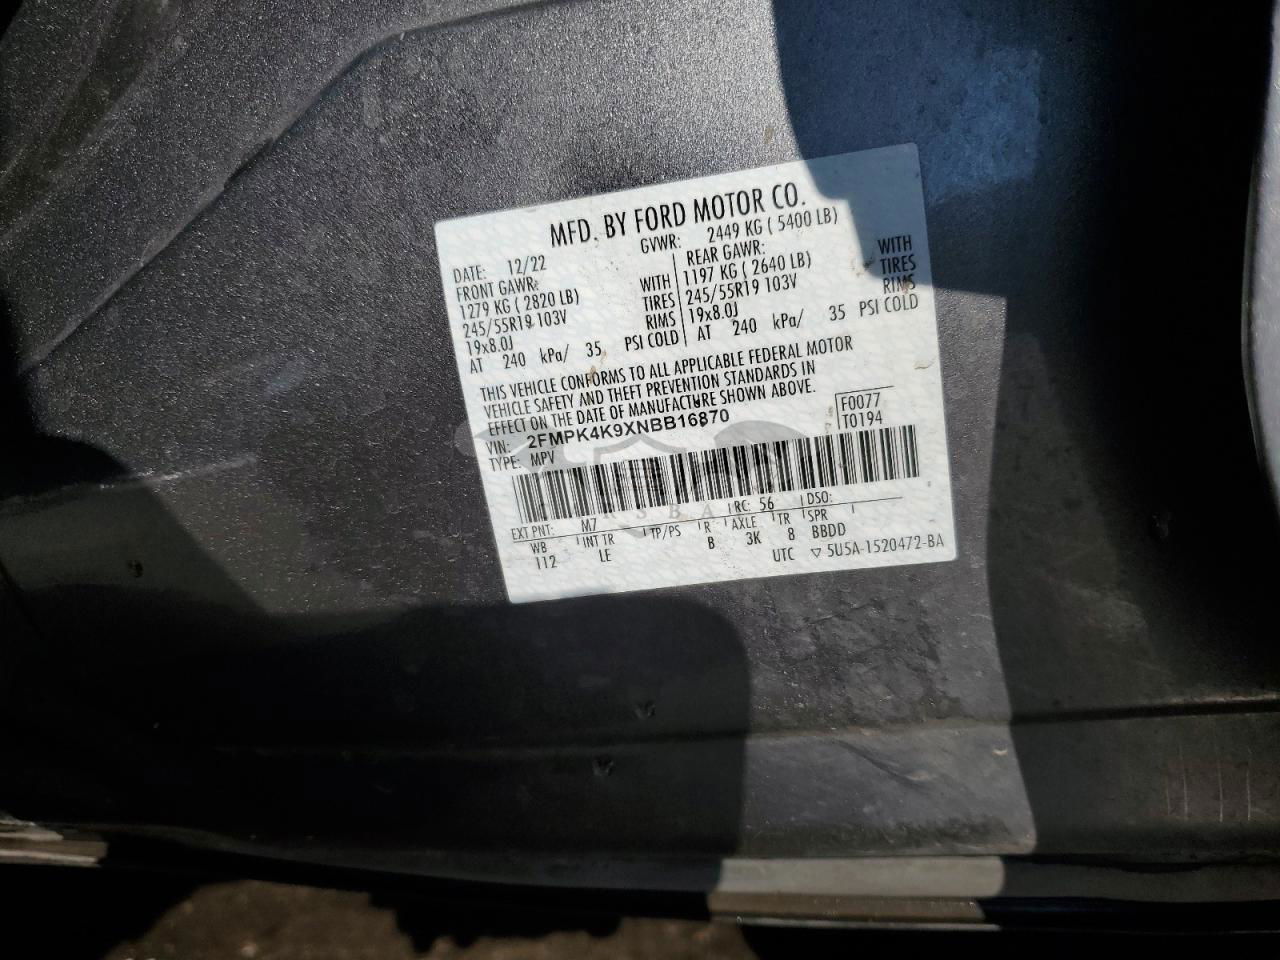 MFD. BY FORD MOTOR CO.
DATE: 12/22 GVWR: 2449 KG ( 5400 LB)
FRONT GAWR: REAR GAWR:
1279 KG ( 2820 LB) WITH 1197 KG ( 2640 LB) WITH
245/55R19 103V TIRES 245/55R19 103V TIRES
19x8.0J RIMS 19x8.0J RIMS
AT 240 kPa/ 35 PSI COLD AT 240 kPa/ 35 PSI COLD
THIS VEHICLE CONFORMS TO ALL APPLICABLE FEDERAL MOTOR
VEHICLE SAFETY AND THEFT PREVENTION STANDARDS IN
EFFECT ON THE DATE OF MANUFACTURE SHOWN ABOVE.
VIN: 2FMPK4K9XNBB16870 F0077
TYPE: MPV T0194
EXT PNT: M7 RC: 56 DSO:
WB INT TR TP/PS R AXLE TR SPR
112 LE B 3K 8 BBDD
UTC ▽ 5U5A-1520472-BA